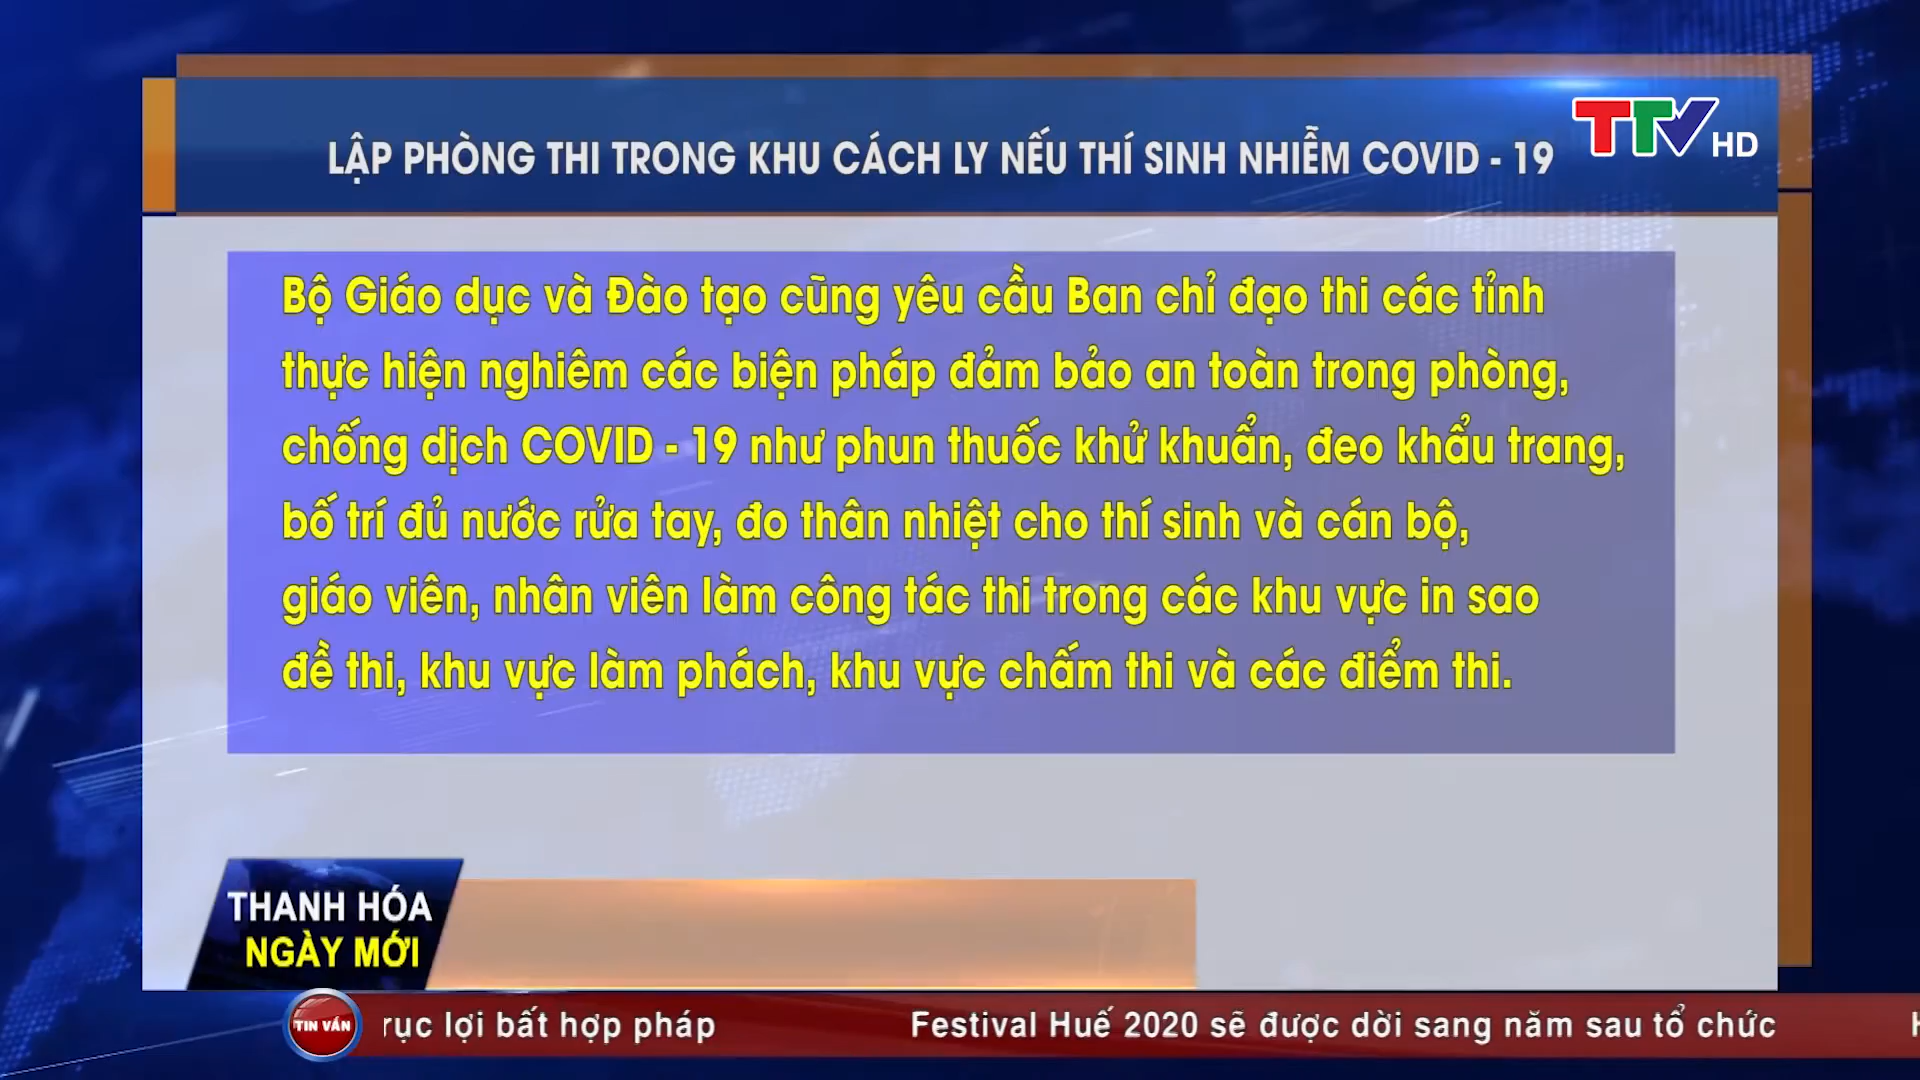 TTV HD
LẬP PHÒNG THI TRONG KHU CÁCH LY NẾU THÍ SINH NHIỄM COVID - 19
Bộ Giáo dục và Đào tạo cũng yêu cầu Ban chỉ đạo thi các tỉnh
thực hiện nghiêm các biện pháp đảm bảo an toàn trong phòng,
chống dịch COVID - 19 như phun thuốc khử khuẩn, đeo khẩu trang,
bố trí đủ nước rửa tay, đo thân nhiệt cho thí sinh và cán bộ,
giáo viên, nhân viên làm công tác thi trong các khu vực in sao
đề thi, khu vực làm phách, khu vực chấm thi và các điểm thi.
THANH HÓA
NGÀY MỚI
TIN VẮN
rục lợi bất hợp pháp Festival Huế 2020 sẽ được dời sang năm sau tổ chức